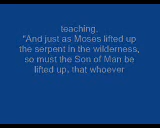 teaching.
"And just as Moses lifted up
the serpent in the wilderness,
so must the Son of Man be
lifted up, that whoever